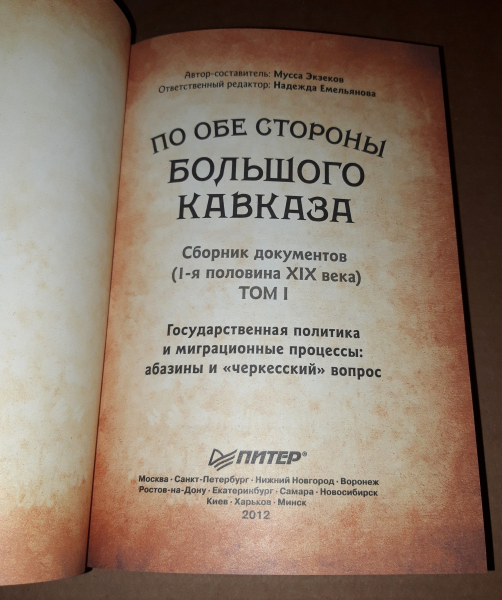 Автор-составитель: Мусса Экзеков
Ответственный редактор: Надежда Емельянова
ПО ОБЕ СТОРОНЫ
БОЛЬШОГО
КАВКАЗА
Сборник документов
(I-я половина XIX века)
ТОМ I
Государственная политика
и миграционные процессы:
абазины и «черкесский» вопрос
ПИТЕР
Москва · Санкт-Петербург · Нижний Новгород · Воронеж
Ростов-на-Дону · Екатеринбург · Самара · Новосибирск
Киев · Харьков · Минск
2012